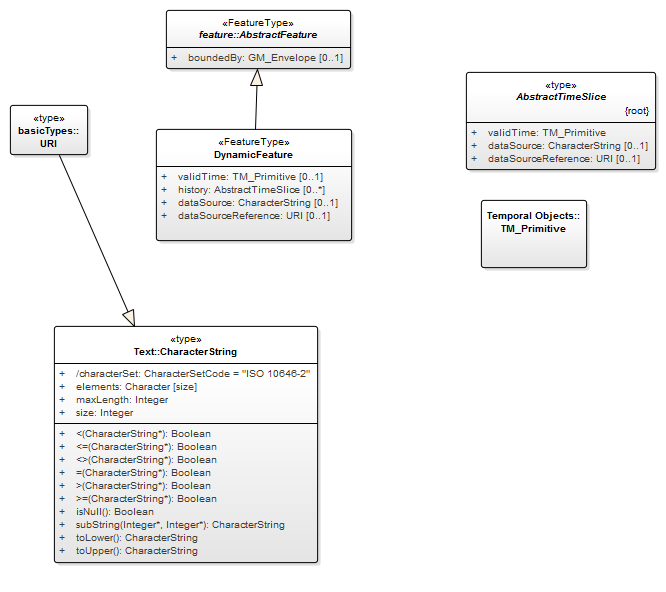 «FeatureType»
feature::AbstractFeature
+ boundedBy: GM_Envelope [0..1]
«type»
AbstractTimeSlice
{root}
+ validTime: TM_Primitive
+ dataSource: CharacterString [0..1]
+ dataSourceReference: URI [0..1]
«type»
basicTypes::
URI
«FeatureType»
DynamicFeature
+ validTime: TM_Primitive [0..1]
+ history: AbstractTimeSlice [0..*]
+ dataSource: CharacterString [0..1]
+ dataSourceReference: URI [0..1]
Temporal Objects::
TM_Primitive
«type»
Text::CharacterString
+ /characterSet: CharacterSetCode = "ISO 10646-2"
+ elements: Character [size]
+ maxLength: Integer
+ size: Integer
+ <(CharacterString*): Boolean
+ <=(CharacterString*): Boolean
+ <>(CharacterString*): Boolean
+ =(CharacterString*): Boolean
+ >(CharacterString*): Boolean
+ >=(CharacterString*): Boolean
+ isNull(): Boolean
+ subString(Integer*, Integer*): CharacterString
+ toLower(): CharacterString
+ toUpper(): CharacterString